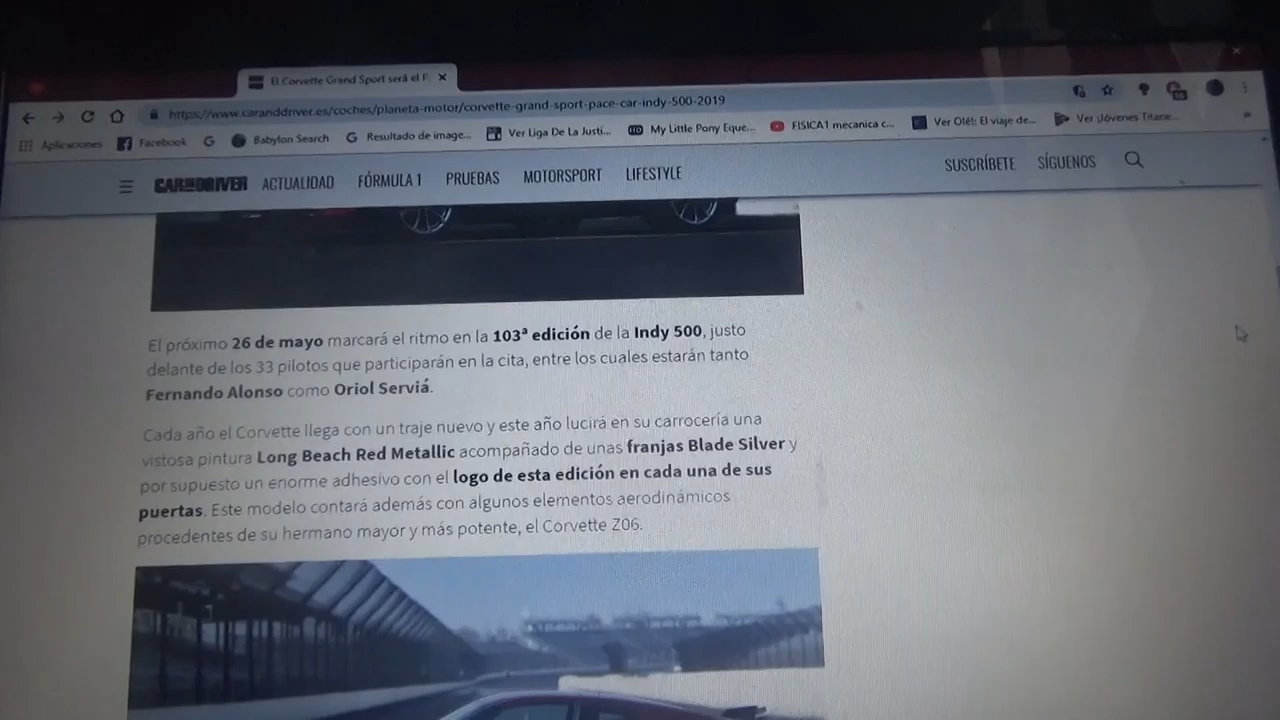 El Corvette Grand Sport será el P
https://www.caranddriver.es/coches/planeta-motor/corvette-grand-sport-pace-car-indy-500-2019
Aplicaciones Facebook Babylon Search Resultado de image... Ver Liga De La Justi... My Little Pony Eque... FISICA1 mecanica c... Ver Olé!: El viaje de... Ver ¡Jóvenes Titane...
CAR AND DRIVER ACTUALIDAD FÓRMULA 1 PRUEBAS MOTORSPORT LIFESTYLE SUSCRÍBETE SÍGUENOS
El próximo 26 de mayo marcará el ritmo en la 103ª edición de la Indy 500, justo
delante de los 33 pilotos que participarán en la cita, entre los cuales estarán tanto
Fernando Alonso como Oriol Serviá.
Cada año el Corvette llega con un traje nuevo y este año lucirá en su carrocería una
vistosa pintura Long Beach Red Metallic acompañado de unas franjas Blade Silver y
por supuesto un enorme adhesivo con el logo de esta edición en cada una de sus
puertas. Este modelo contará además con algunos elementos aerodinámicos
procedentes de su hermano mayor y más potente, el Corvette Z06.